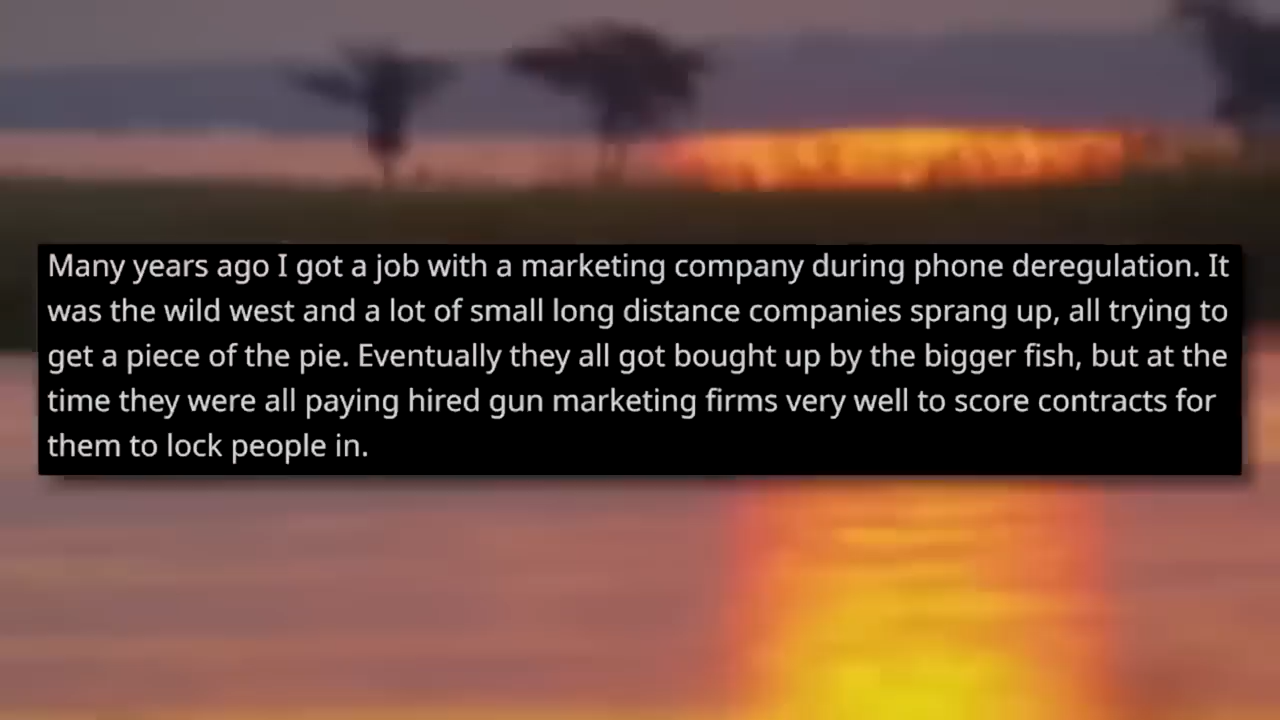 Many years ago I got a job with a marketing company during phone deregulation. It
was the wild west and a lot of small long distance companies sprang up, all trying to
get a piece of the pie. Eventually they all got bought up by the bigger fish, but at the
time they were all paying hired gun marketing firms very well to score contracts for
them to lock people in.